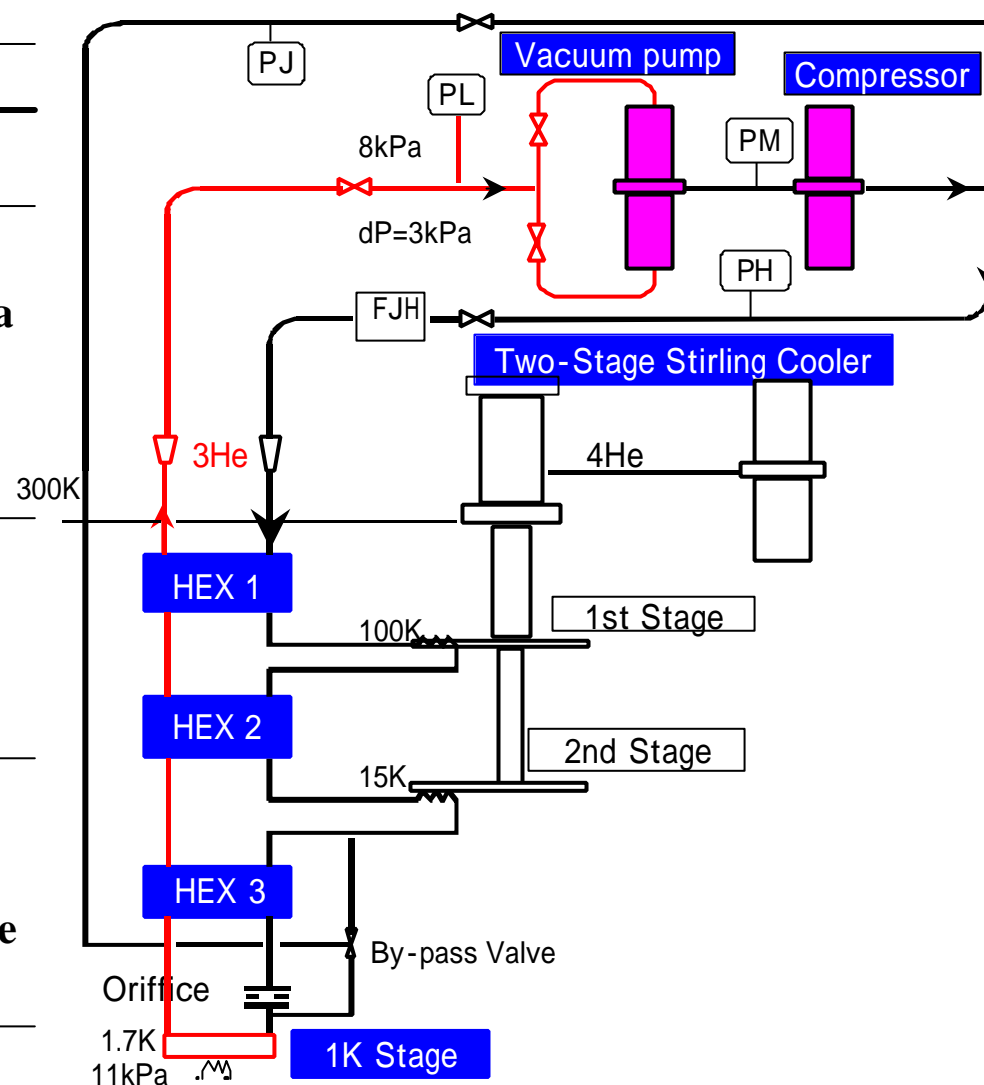 PJ
Vacuum pump
Compressor
PL
8kPa
PM
dP=3kPa
PH
FJH
a
Two-Stage Stirling Cooler
3He
4He
300K
HEX 1
1st Stage
100K
HEX 2
2nd Stage
15K
HEX 3
e
By-pass Valve
Oriffice
1.7K
1K Stage
11kPa